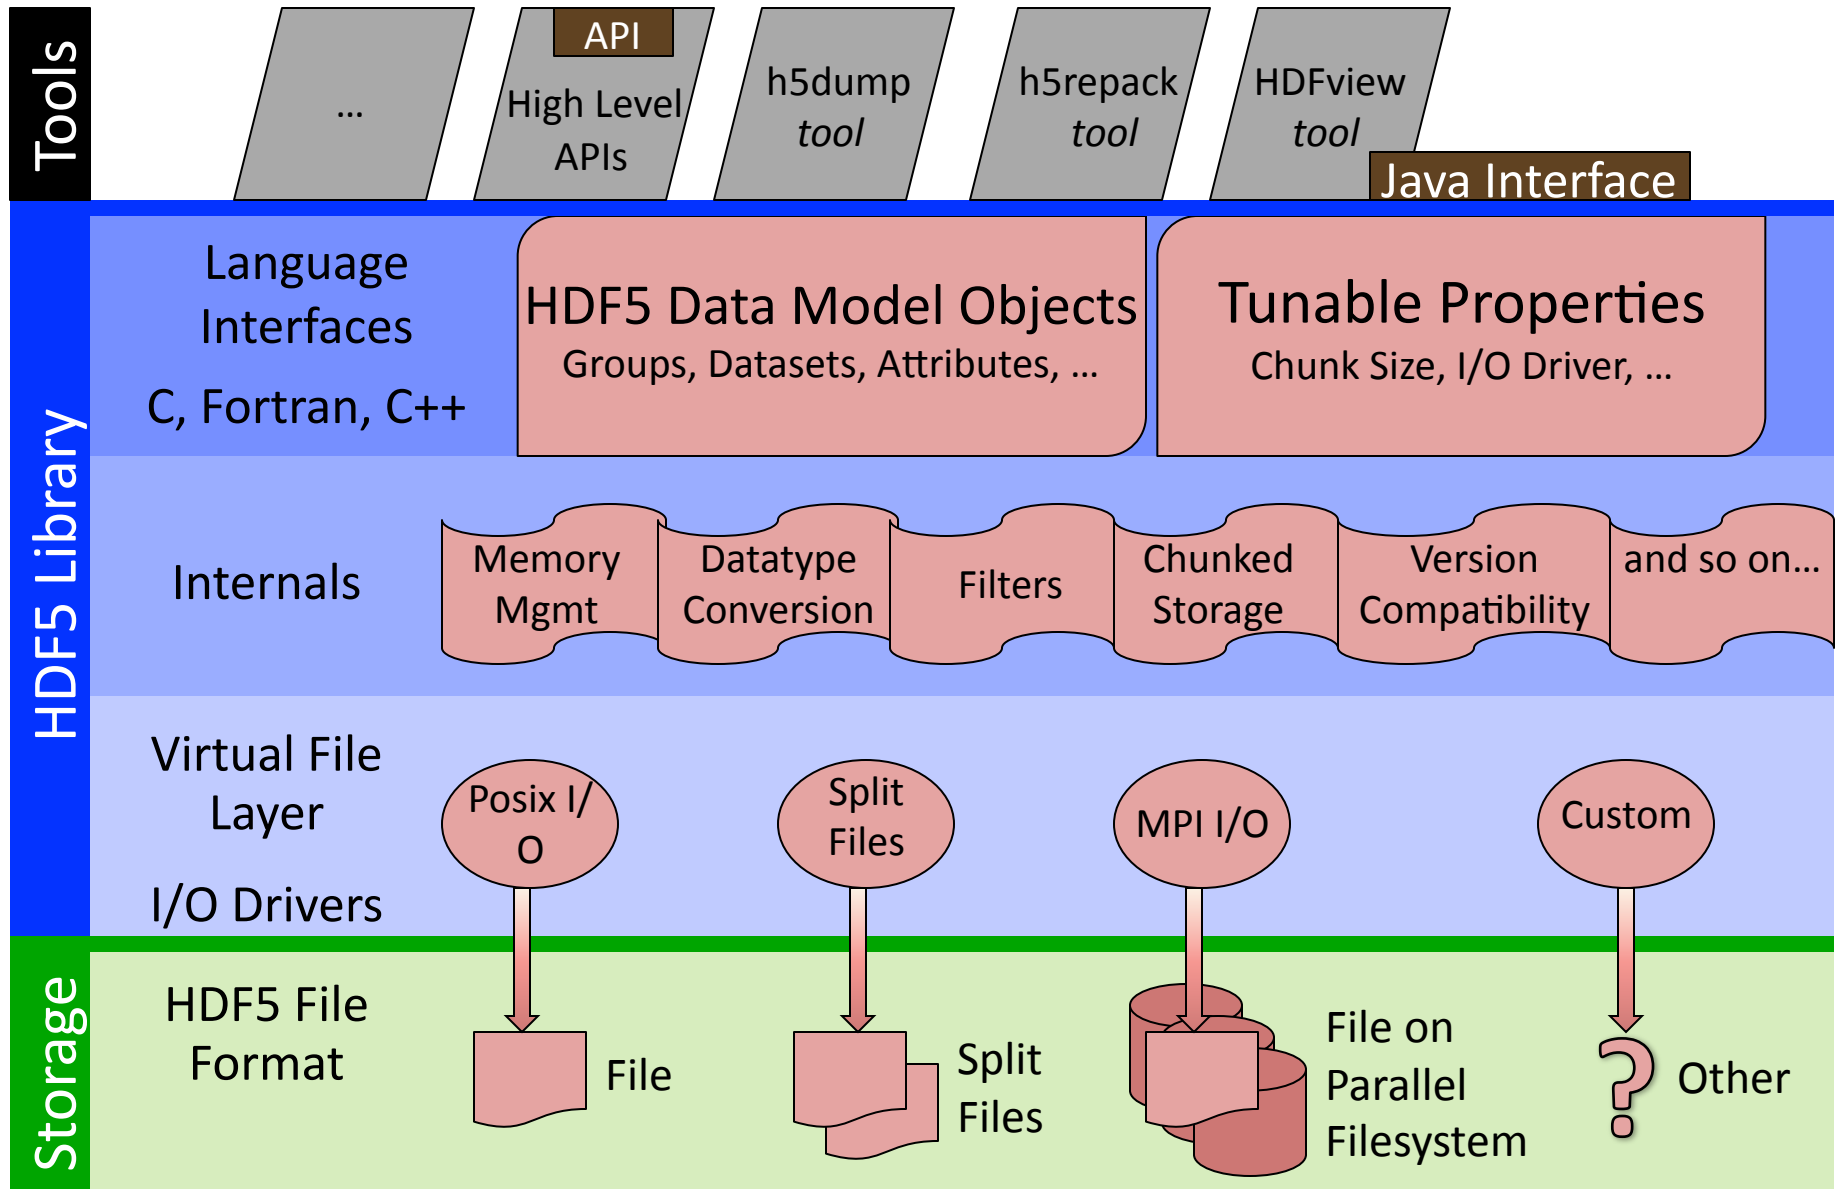 Tools
...
API
High Level
APIs
h5dump
tool
h5repack
tool
HDFview
tool
Java Interface
HDF5 Library
Language
Interfaces
C, Fortran, C++
HDF5 Data Model Objects
Groups, Datasets, Attributes, ...
Tunable Properties
Chunk Size, I/O Driver, ...
Internals
Memory
Mgmt
Datatype
Conversion
Filters
Chunked
Storage
Version
Compatibility
and so on...
Virtual File
Layer
I/O Drivers
Posix I/
O
Split
Files
MPI I/O
Custom
Storage
HDF5 File
Format
File
Split
Files
File on
Parallel
Filesystem
?
Other